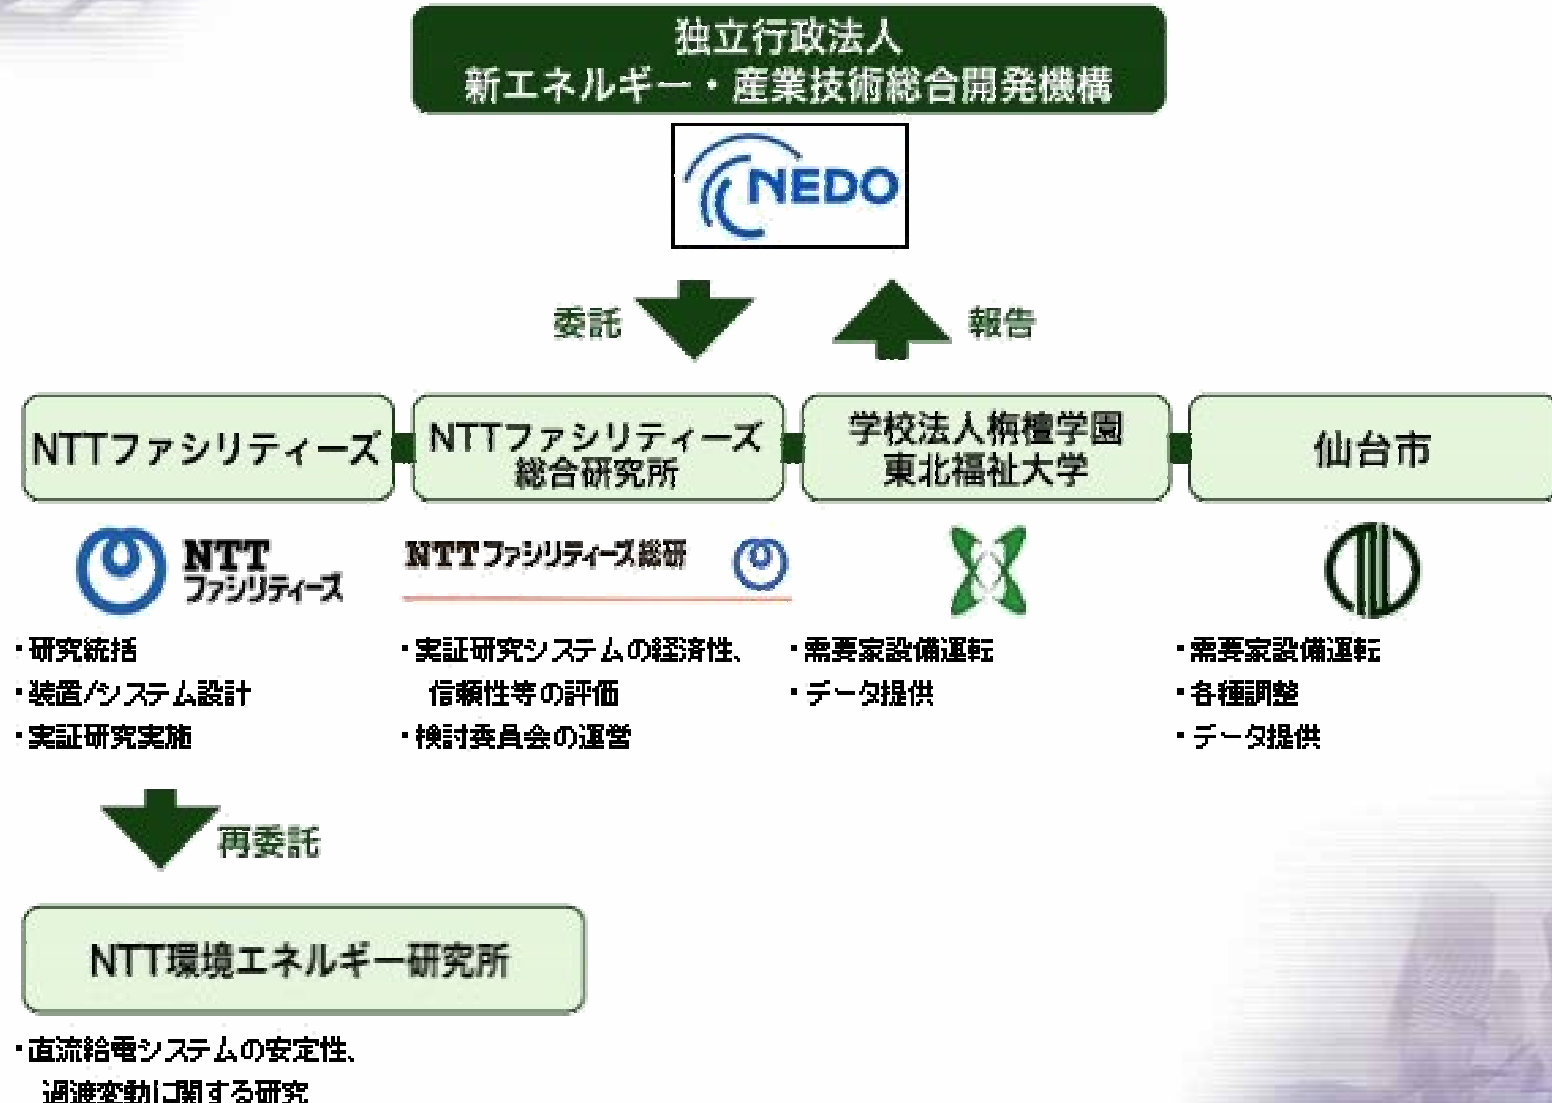 独立行政法人
新エネルギー・産業技術総合開発機構
NEDO
委託
報告
NTTファシリティーズ
NTTファシリティーズ
総合研究所
学校法人栴檀学園
東北福祉大学
仙台市
NTT
ファシリティーズ
NTTファシリティーズ総研
・研究統括
・装置/システム設計
・実証研究実施
・実証研究システムの経済性、
信頼性等の評価
・検討委員会の運営
・需要家設備運転
・データ提供
・需要家設備運転
・各種調整
・データ提供
再委託
NTT環境エネルギー研究所
・直流給電システムの安定性、
過渡変動に関する研究